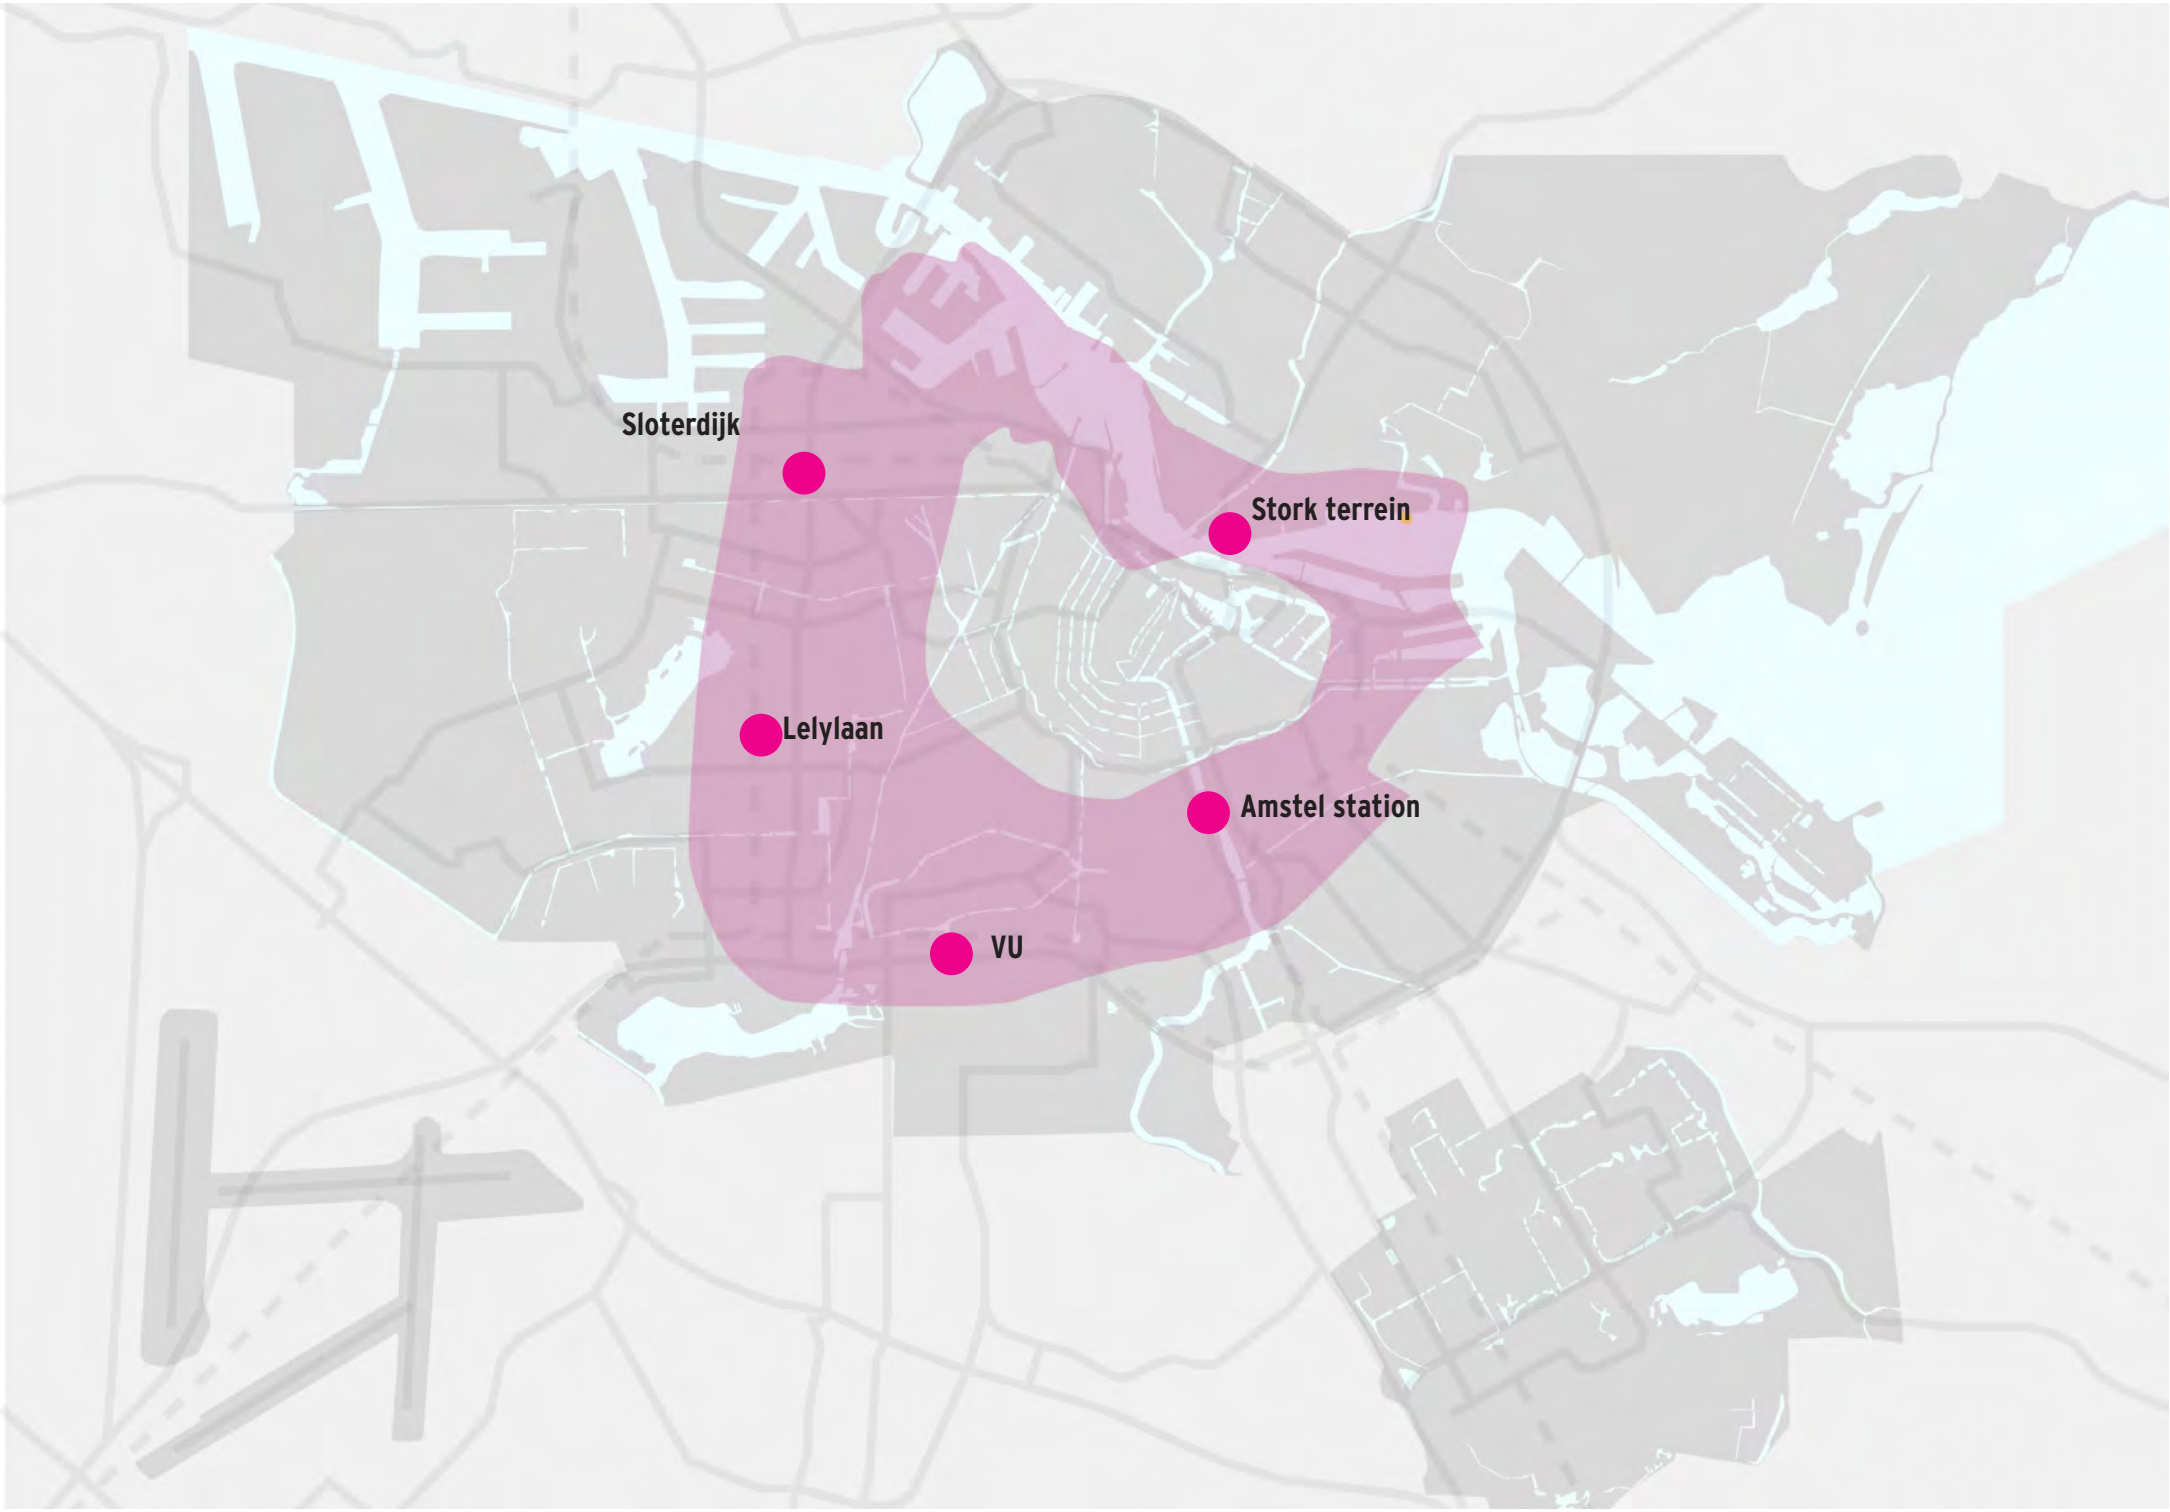 Sloterdijk
Stork terrein
Lelylaan
Amstel station
VU